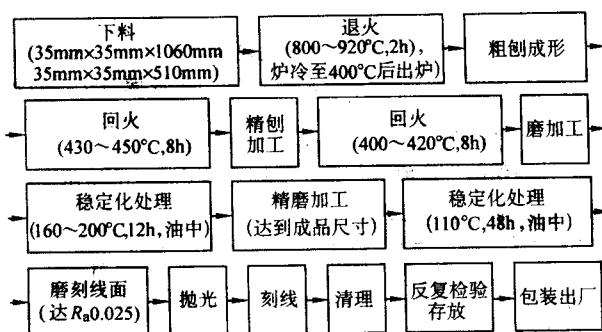 下料
(35mm×35mm×1060mm
35mm×35mm×510mm)
退火
(800～920℃,2h),
炉冷至400℃后出炉
粗刨成形
回火
(430～450℃,8h)
精刨
加工
回火
(400～420℃,8h)
磨加工
稳定化处理
(160～200℃,12h,油中)
精磨加工
(达到成品尺寸)
稳定化处理
(110℃,48h,油中)
磨刻线面
(达Ra0.025)
抛光
刻线
清理
反复检验
存放
包装出厂